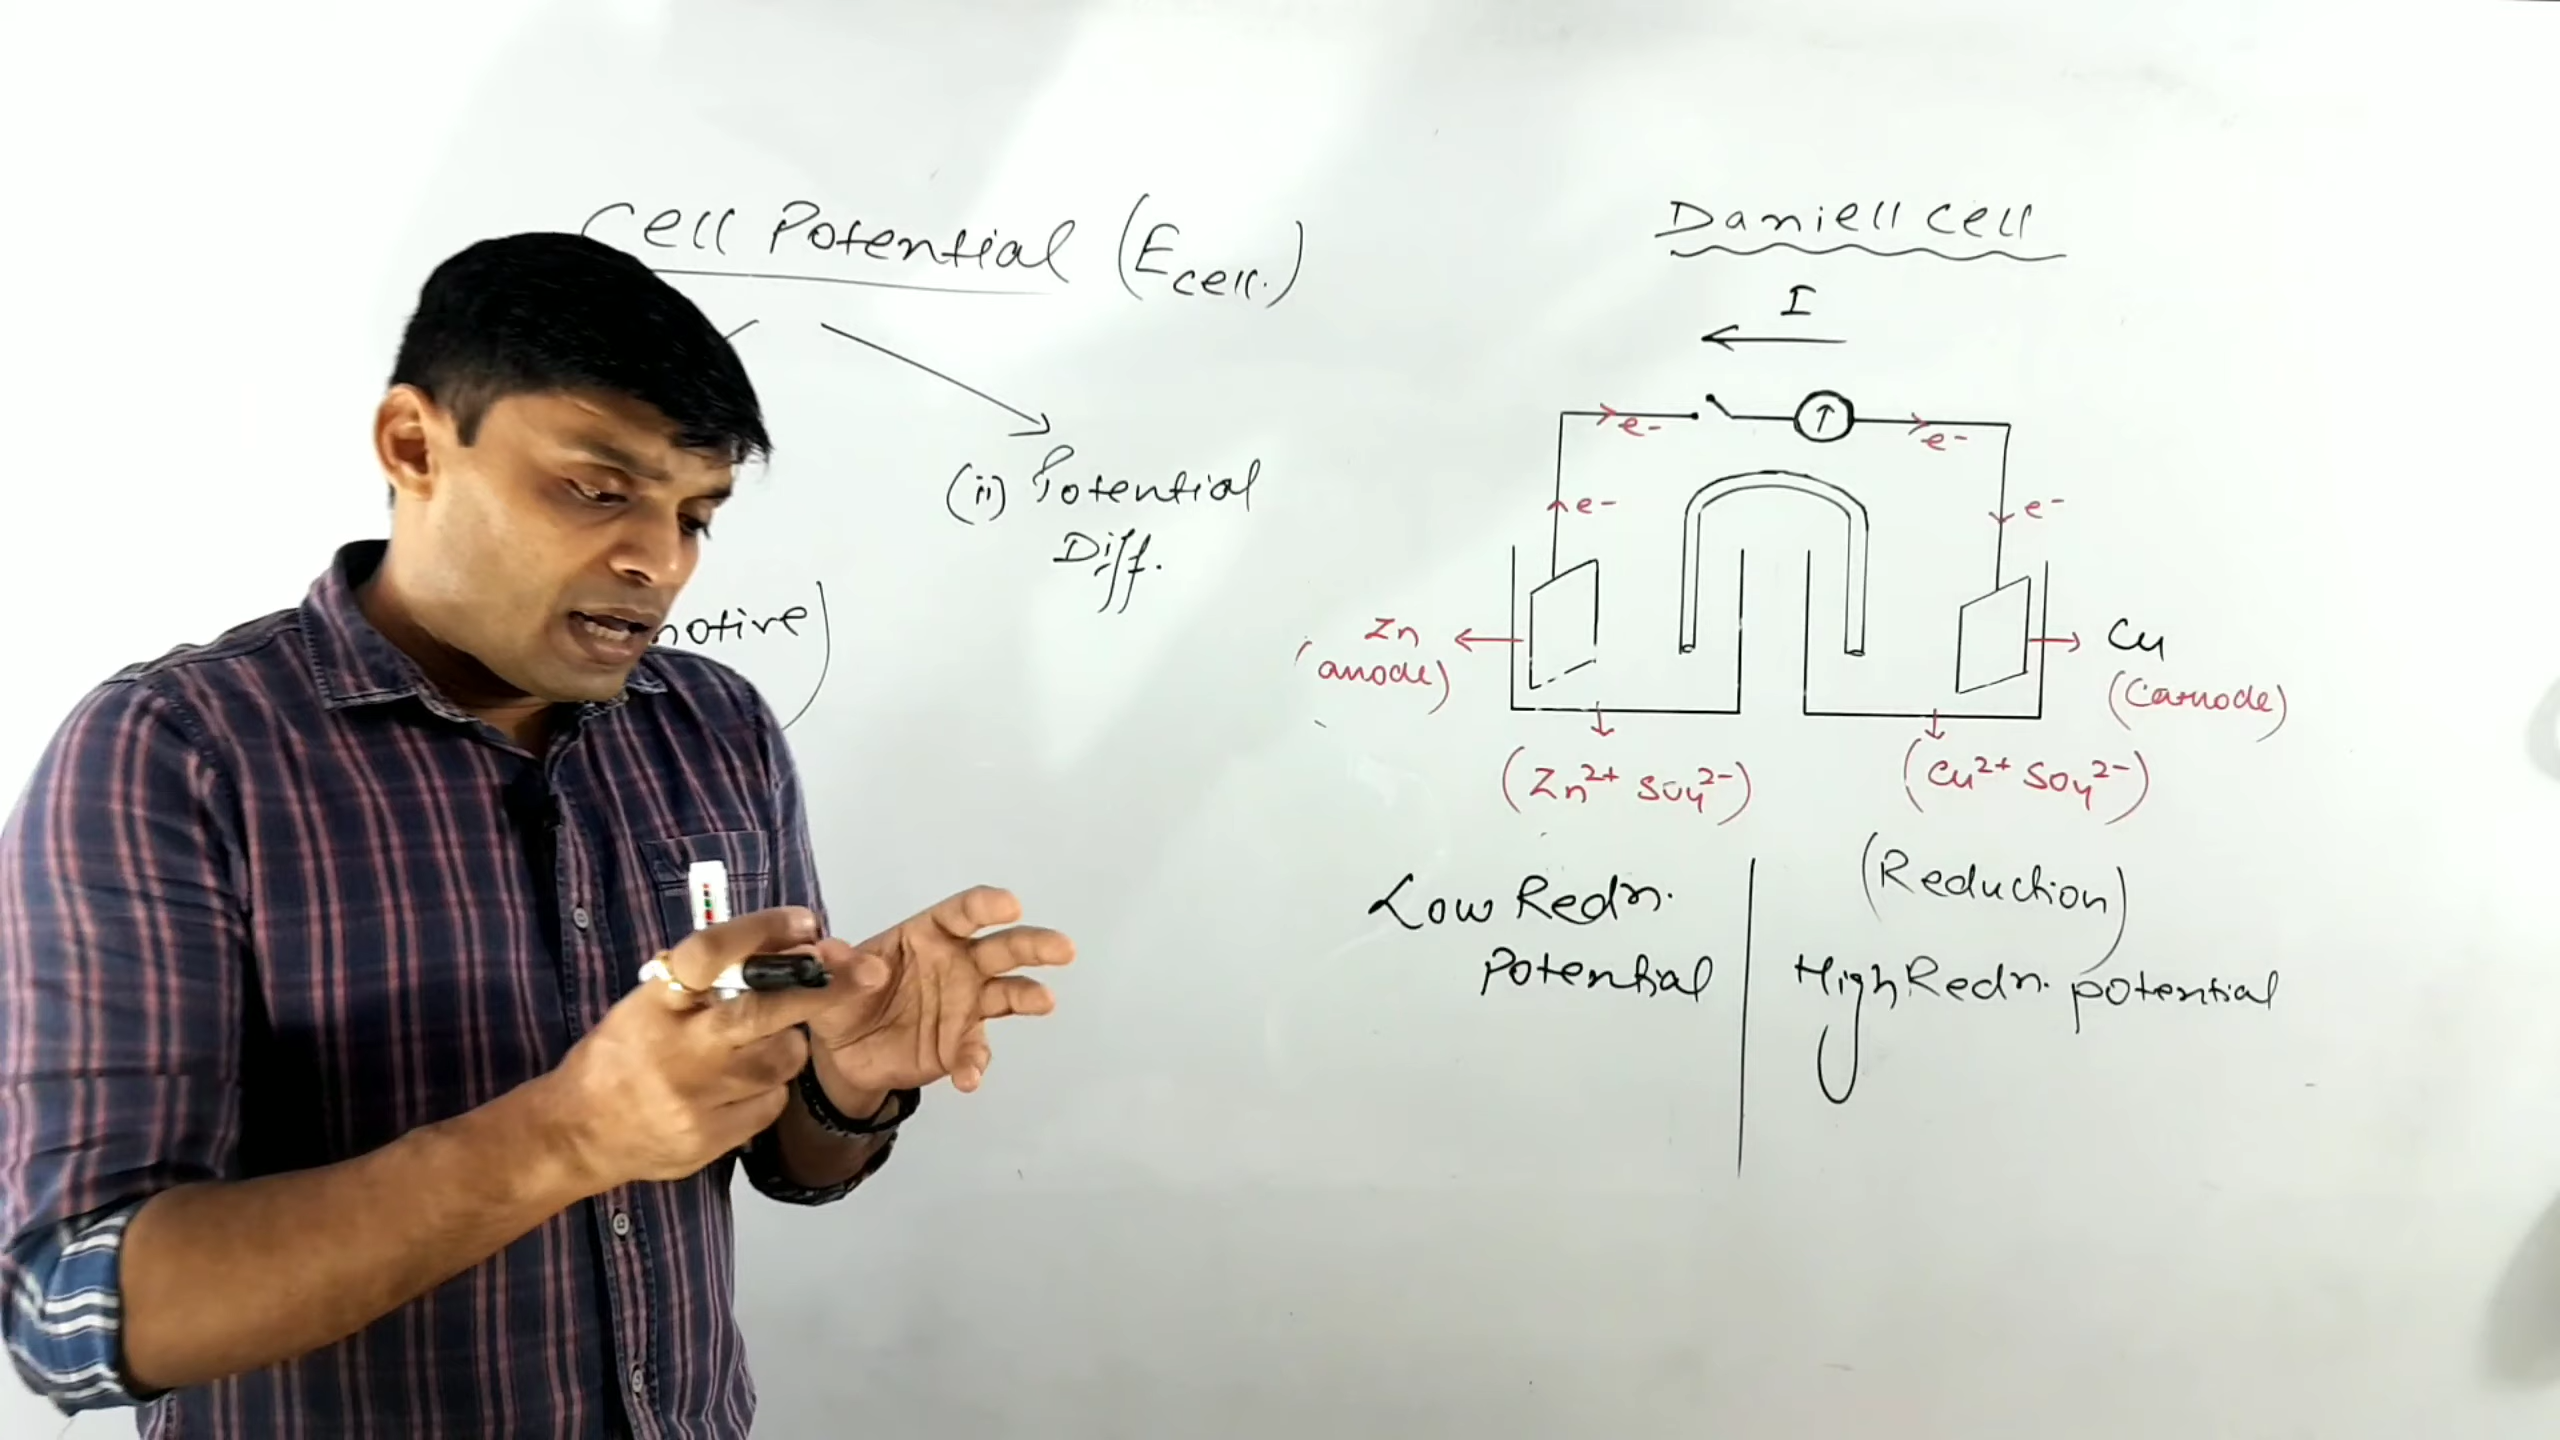 Cell Potential (Ecell.)
(ii) Potential
Diff.
Daniell cell
I
e-
e-
e-
e-
Zn
(anode)
Cu
(Cathode)
(Zn2+ SO42-)
(Cu2+ SO42-)
Low Redn.
Potential
(Reduction)
High Redn. potential